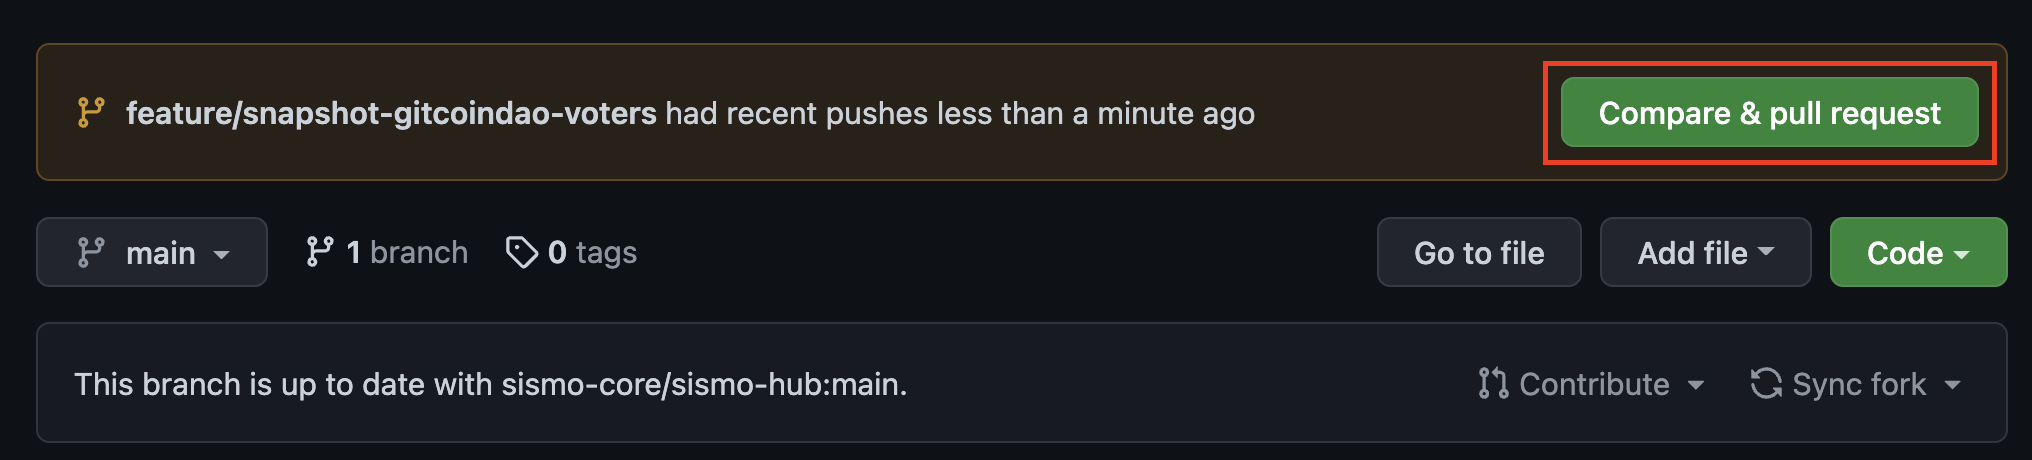 feature/snapshot-gitcoindao-voters had recent pushes less than a minute ago
Compare & pull request
main
1 branch
0 tags
Go to file
Add file
Code
This branch is up to date with sismo-core/sismo-hub:main.
Contribute
Sync fork